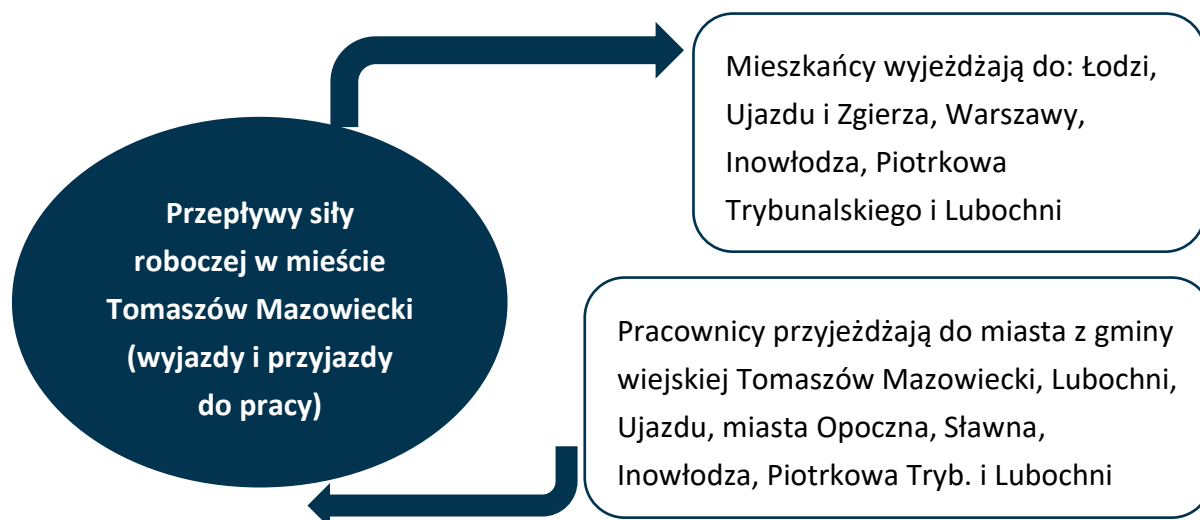 Mieszkańcy wyjeżdżają do: Łodzi,
Ujazdu i Zgierza, Warszawy,
Inowłodza, Piotrkowa
Trybunalskiego i Lubochni
Przepływy siły
roboczej w mieście
Tomaszów Mazowiecki
(wyjazdy i przyjazdy
do pracy)
Pracownicy przyjeżdżają do miasta z gminy
wiejskiej Tomaszów Mazowiecki, Lubochni,
Ujazdu, miasta Opoczna, Sławna,
Inowłodza, Piotrkowa Tryb. i Lubochni